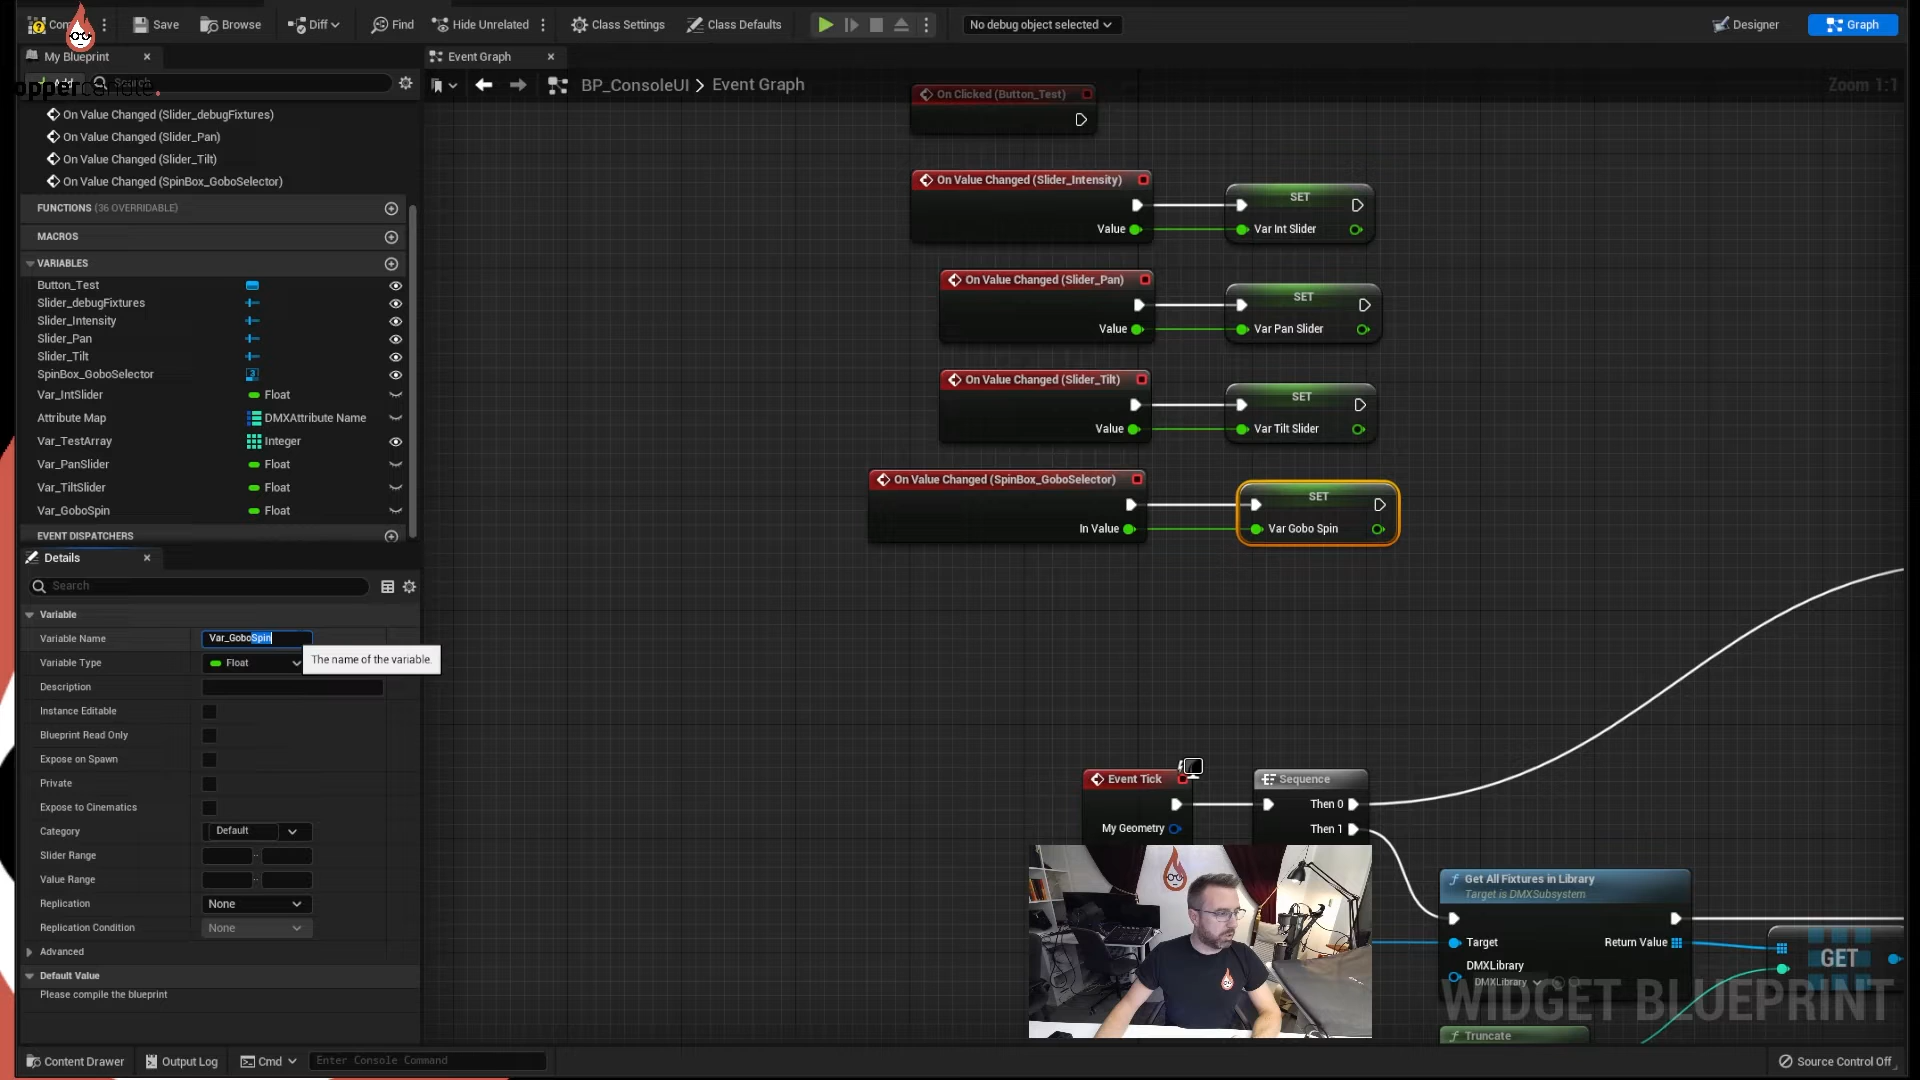 Save
Browse
Diff
Find
Hide Unrelated
Class Settings
Class Defaults
No debug object selected
Designer
Graph
My Blueprint
Event Graph
Search
BP_ConsoleUI > Event Graph
Zoom 1:1
On Value Changed (Slider_debugFixtures)
On Value Changed (Slider_Pan)
On Value Changed (Slider_Tilt)
On Value Changed (SpinBox_GoboSelector)
FUNCTIONS (36 OVERRIDABLE)
MACROS
VARIABLES
Button_Test
Slider_debugFixtures
Slider_Intensity
Slider_Pan
Slider_Tilt
SpinBox_GoboSelector
Var_IntSlider Float
Attribute Map DMXAttribute Name
Var_TestArray Integer
Var_PanSlider Float
Var_TiltSlider Float
Var_GoboSpin Float
EVENT DISPATCHERS
Details
Search
Variable
Variable Name Var_GoboSpin
The name of the variable.
Variable Type Float
Description
Instance Editable
Blueprint Read Only
Expose on Spawn
Private
Expose to Cinematics
Category Default
Slider Range
Value Range
Replication None
Replication Condition None
Advanced
Default Value
Please compile the blueprint
On Clicked (Button_Test)
On Value Changed (Slider_Intensity)
Value
SET
Var Int Slider
On Value Changed (Slider_Pan)
Value
SET
Var Pan Slider
On Value Changed (Slider_Tilt)
Value
SET
Var Tilt Slider
On Value Changed (SpinBox_GoboSelector)
In Value
SET
Var Gobo Spin
Event Tick
My Geometry
Sequence
Then 0
Then 1
Get All Fixtures in Library
Target is DMXSubsystem
Target
Return Value
DMXLibrary
DMXLibrary
GET
Truncate
WIDGET BLUEPRINT
Content Drawer
Output Log
Cmd
Enter Console Command
Source Control Off